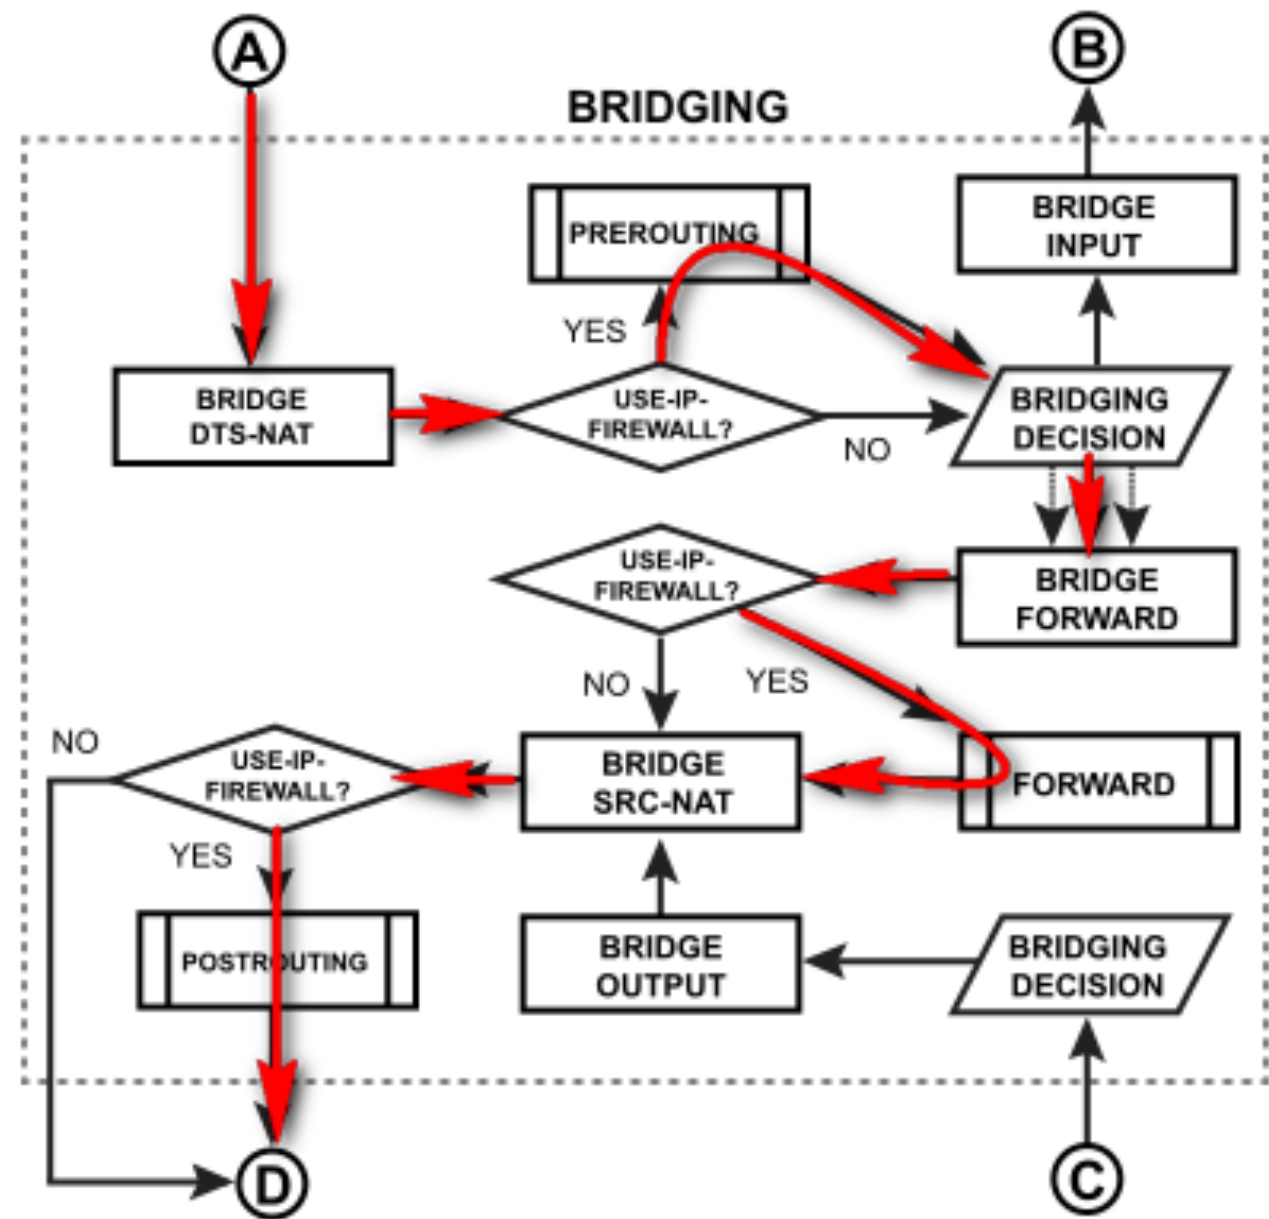 A
B
BRIDGING
PREROUTING
BRIDGE
INPUT
YES
BRIDGE
DTS-NAT
USE-IP-
FIREWALL?
NO
BRIDGING
DECISION
USE-IP-
FIREWALL?
BRIDGE
FORWARD
NO
YES
NO
USE-IP-
FIREWALL?
BRIDGE
SRC-NAT
FORWARD
YES
POSTROUTING
BRIDGE
OUTPUT
BRIDGING
DECISION
D
C